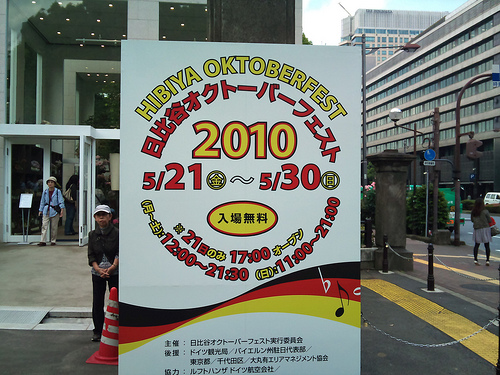 HIBIYA OKTOBERFEST
日比谷オクトーバーフェスト
2010
5/21金～5/30日
入場無料
(月～土):12:00～21:30 (日):11:00～21:00
※21日のみ 17:00 オープン
主催：日比谷オクトーバーフェスト実行委員会
後援：ドイツ観光局／バイエルン州駐日代表部／
東京都／千代田区／大丸有エリアマネジメント協会
協力：ルフトハンザ ドイツ航空会社／